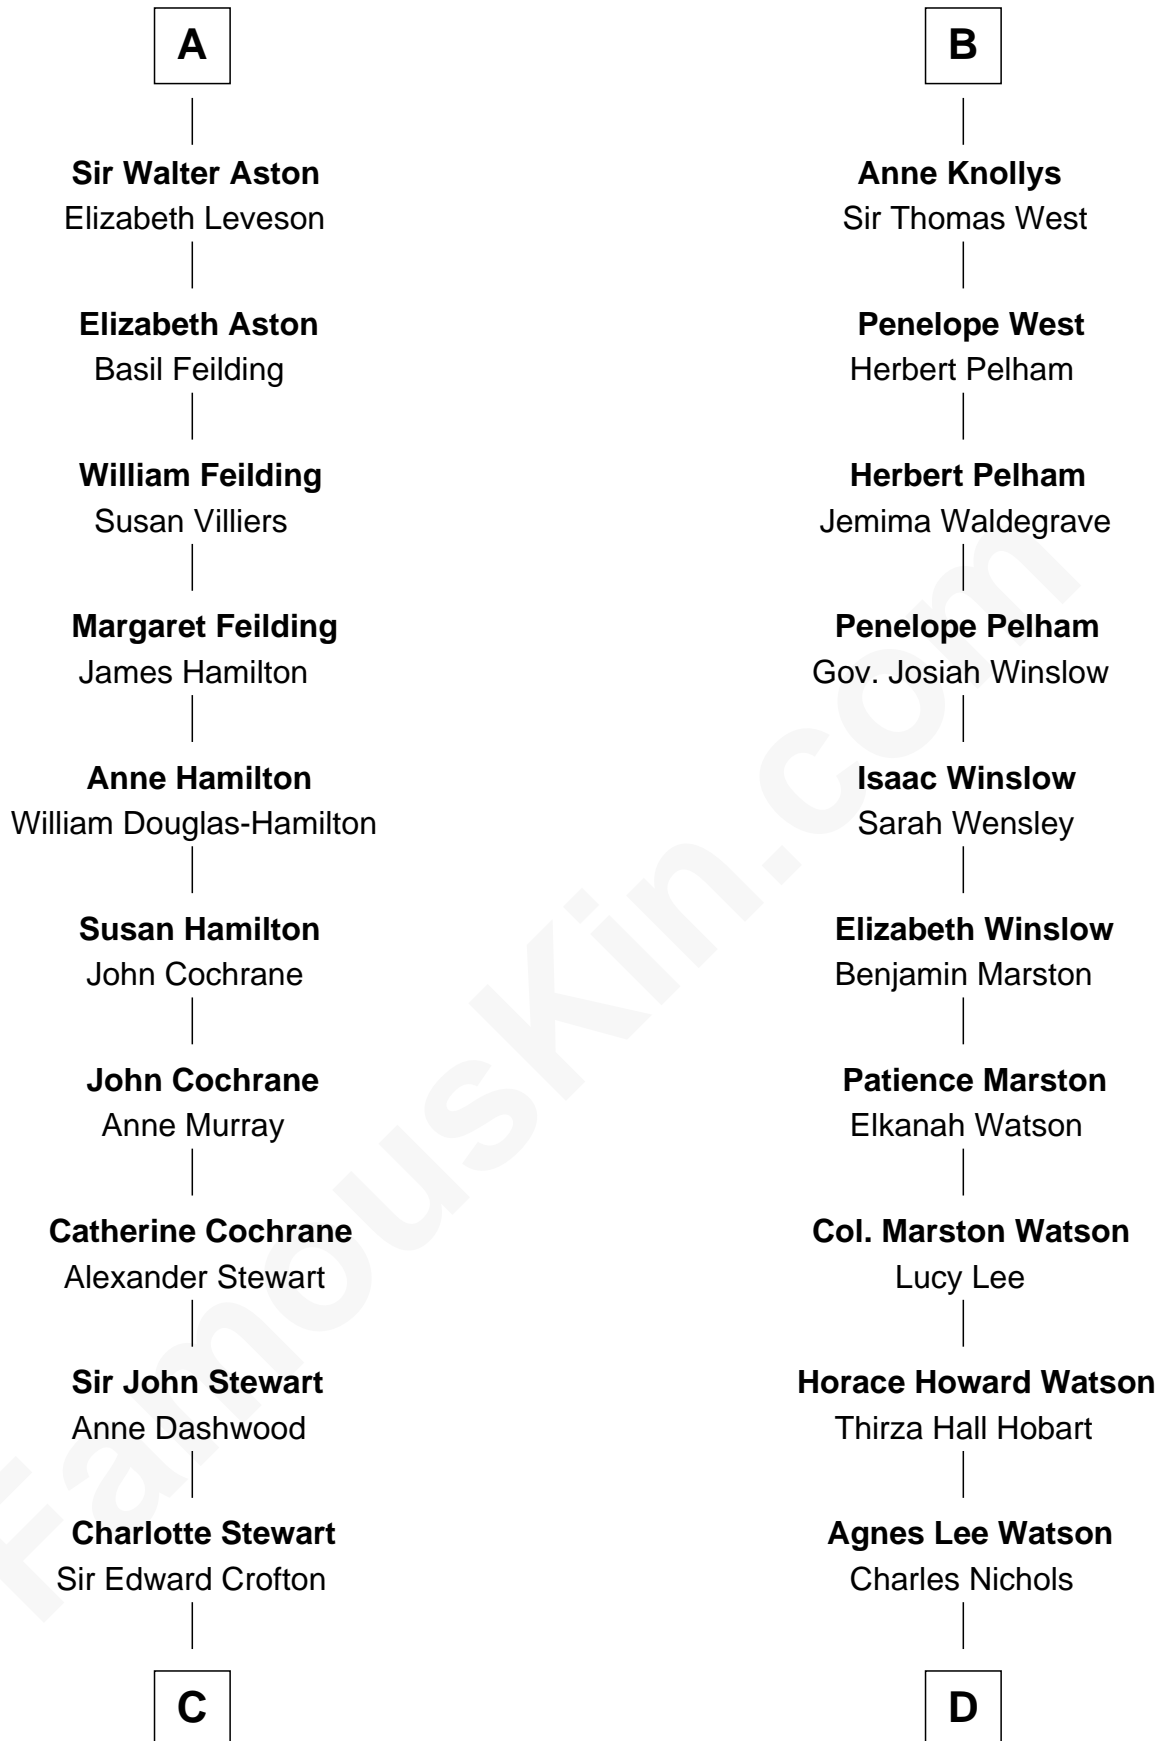 A
Sir Walter Aston
Elizabeth Leveson
Elizabeth Aston
Basil Feilding
William Feilding
Susan Villiers
Margaret Feilding
James Hamilton
Anne Hamilton
William Douglas-Hamilton
Susan Hamilton
John Cochrane
John Cochrane
Anne Murray
Catherine Cochrane
Alexander Stewart
Sir John Stewart
Anne Dashwood
Charlotte Stewart
Sir Edward Crofton
C
B
Anne Knollys
Sir Thomas West
Penelope West
Herbert Pelham
Herbert Pelham
Jemima Waldegrave
Penelope Pelham
Gov. Josiah Winslow
Isaac Winslow
Sarah Wensley
Elizabeth Winslow
Benjamin Marston
Patience Marston
Elkanah Watson
Col. Marston Watson
Lucy Lee
Horace Howard Watson
Thirza Hall Hobart
Agnes Lee Watson
Charles Nichols
D
FamousKin.com